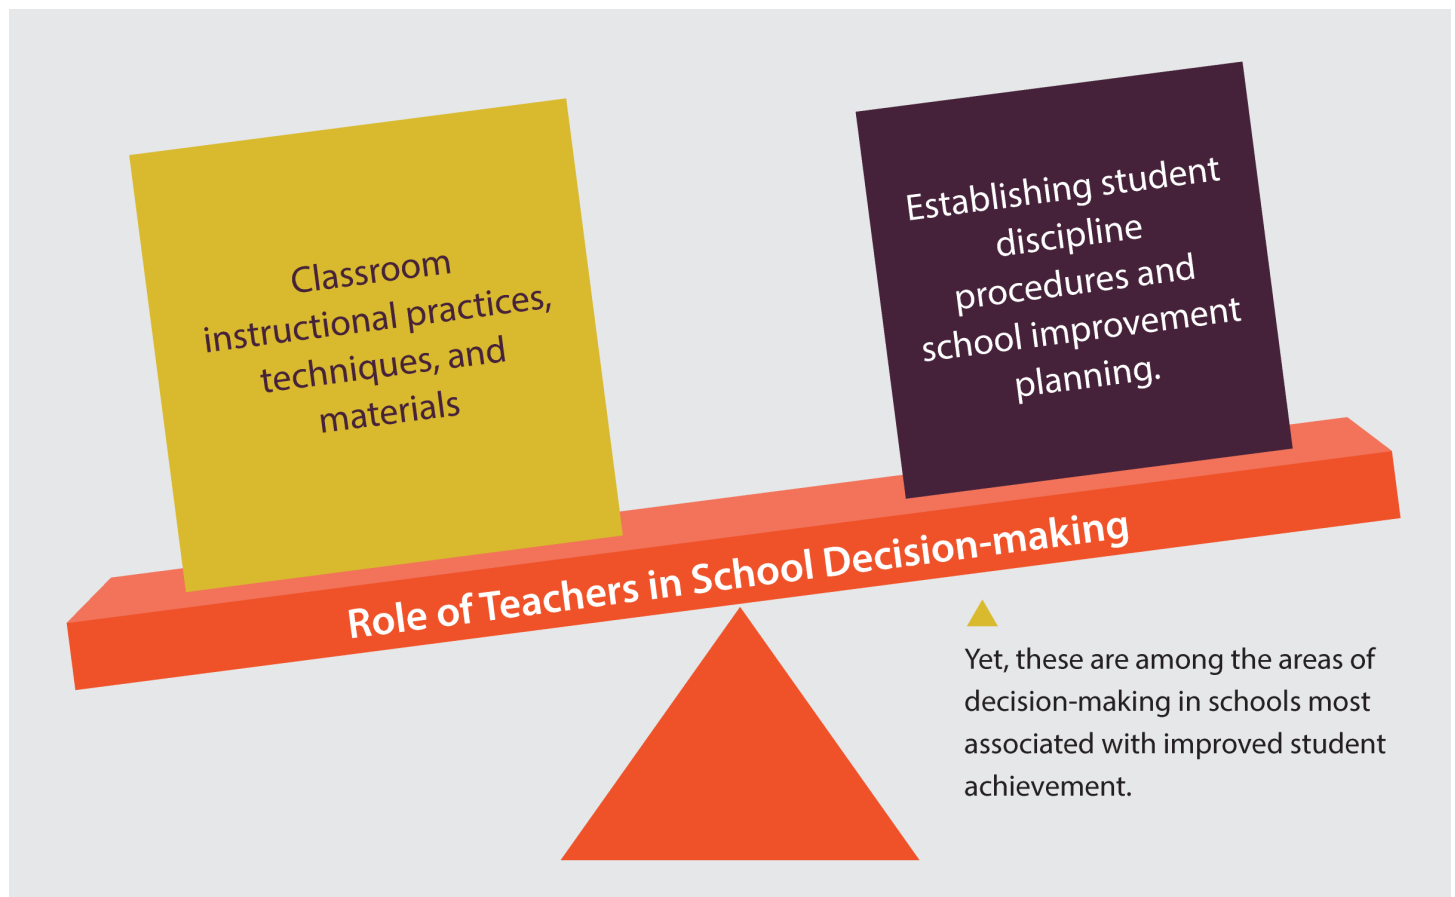 Classroom
instructional practices,
techniques, and
materials
Establishing student
discipline
procedures and
school improvement
planning.
Role of Teachers in School Decision-making
Yet, these are among the areas of
decision-making in schools most
associated with improved student
achievement.